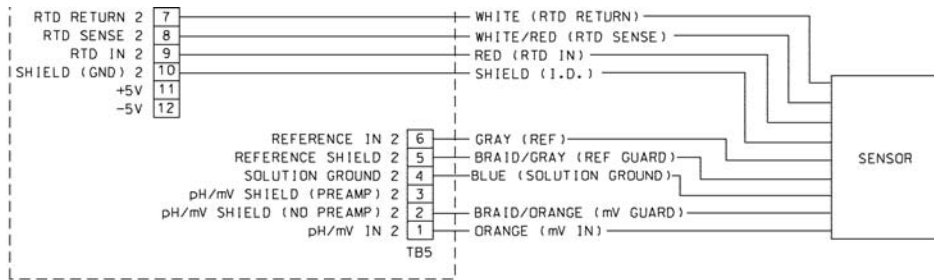 RTD RETURN 2 7 WHITE (RTD RETURN)
RTD SENSE 2 8 WHITE/RED (RTD SENSE)
RTD IN 2 9 RED (RTD IN)
SHIELD (GND) 2 10 SHIELD (I.D.)
+5V 11
-5V 12
REFERENCE IN 2 6 GRAY (REF)
REFERENCE SHIELD 2 5 BRAID/GRAY (REF GUARD)
SENSOR
SOLUTION GROUND 2 4 BLUE (SOLUTION GROUND)
pH/mV SHIELD (PREAMP) 2 3
pH/mV SHIELD (NO PREAMP) 2 2 BRAID/ORANGE (mV GUARD)
pH/mV IN 2 1 ORANGE (mV IN)
TB5